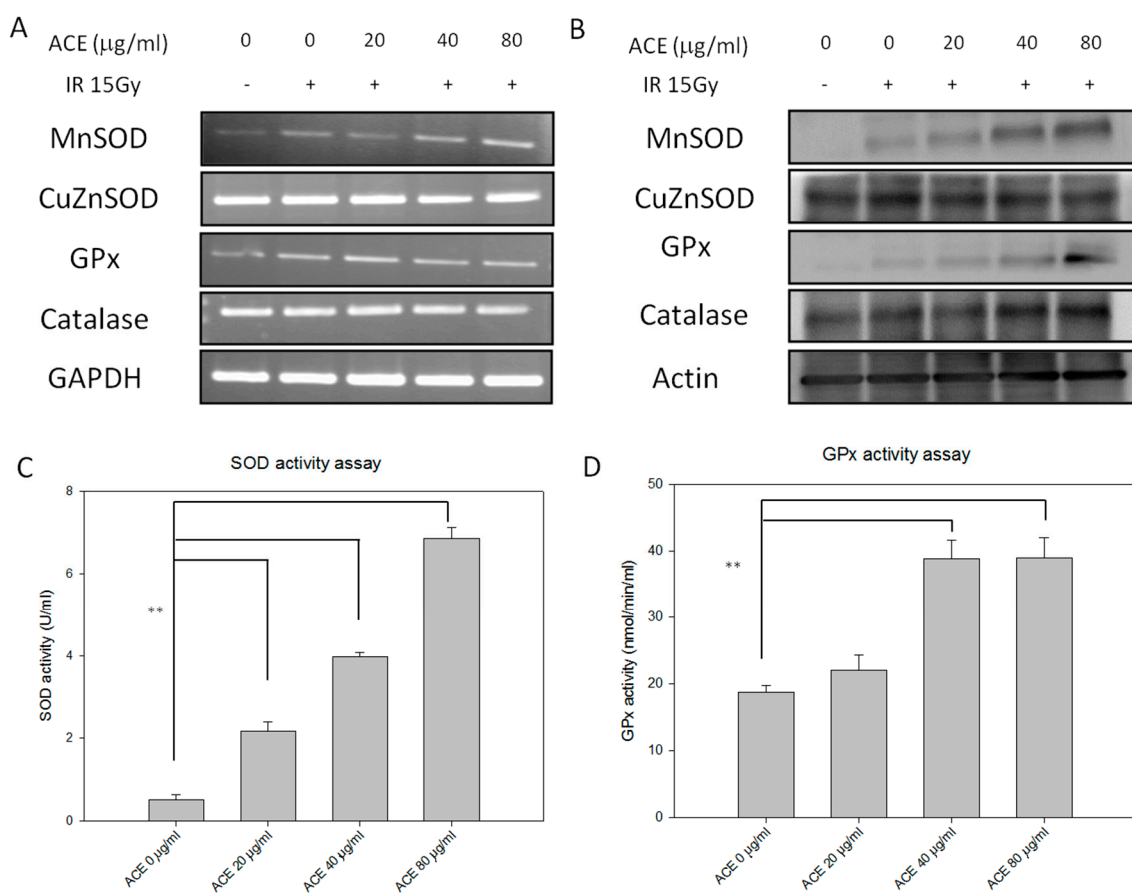 A
ACE (μg/ml) 0 0 20 40 80
IR 15Gy - + + + +
MnSOD
CuZnSOD
GPx
Catalase
GAPDH
B
ACE (μg/ml) 0 0 20 40 80
IR 15Gy - + + + +
MnSOD
CuZnSOD
GPx
Catalase
Actin
C
SOD activity assay
SOD activity (U/ml)
8
6
4
2
0
**
ACE 0 μg/ml
ACE 20 μg/ml
ACE 40 μg/ml
ACE 80 μg/ml
D
GPx activity assay
GPx activity (nmol/min/ml)
50
40
30
20
10
0
**
ACE 0 μg/ml
ACE 20 μg/ml
ACE 40 μg/ml
ACE 80 μg/ml